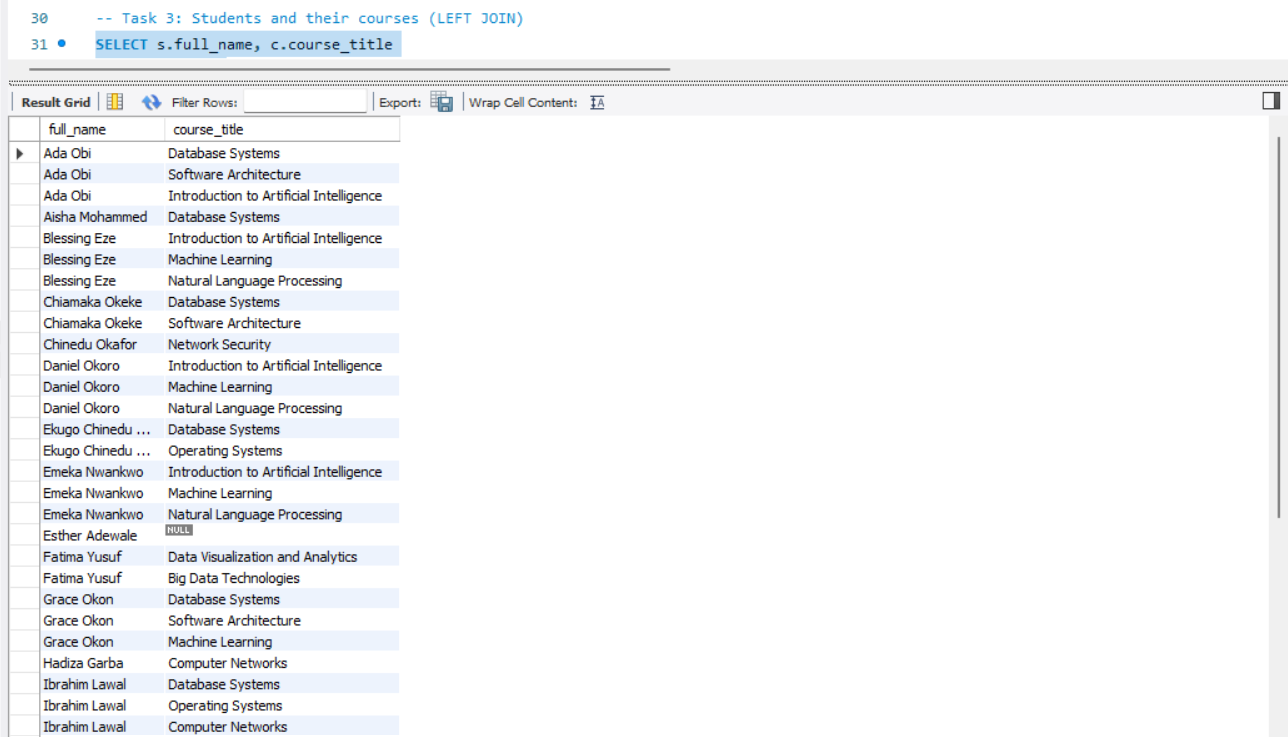 30 -- Task 3: Students and their courses (LEFT JOIN)
31 SELECT s.full_name, c.course_title
Result Grid Filter Rows: Export: Wrap Cell Content: IA
full_name course_title
Ada Obi Database Systems
Ada Obi Software Architecture
Ada Obi Introduction to Artificial Intelligence
Aisha Mohammed Database Systems
Blessing Eze Introduction to Artificial Intelligence
Blessing Eze Machine Learning
Blessing Eze Natural Language Processing
Chiamaka Okeke Database Systems
Chiamaka Okeke Software Architecture
Chinedu Okafor Network Security
Daniel Okoro Introduction to Artificial Intelligence
Daniel Okoro Machine Learning
Daniel Okoro Natural Language Processing
Ekugo Chinedu ... Database Systems
Ekugo Chinedu ... Operating Systems
Emeka Nwankwo Introduction to Artificial Intelligence
Emeka Nwankwo Machine Learning
Emeka Nwankwo Natural Language Processing
Esther Adewale NULL
Fatima Yusuf Data Visualization and Analytics
Fatima Yusuf Big Data Technologies
Grace Okon Database Systems
Grace Okon Software Architecture
Grace Okon Machine Learning
Hadiza Garba Computer Networks
Ibrahim Lawal Database Systems
Ibrahim Lawal Operating Systems
Ibrahim Lawal Computer Networks